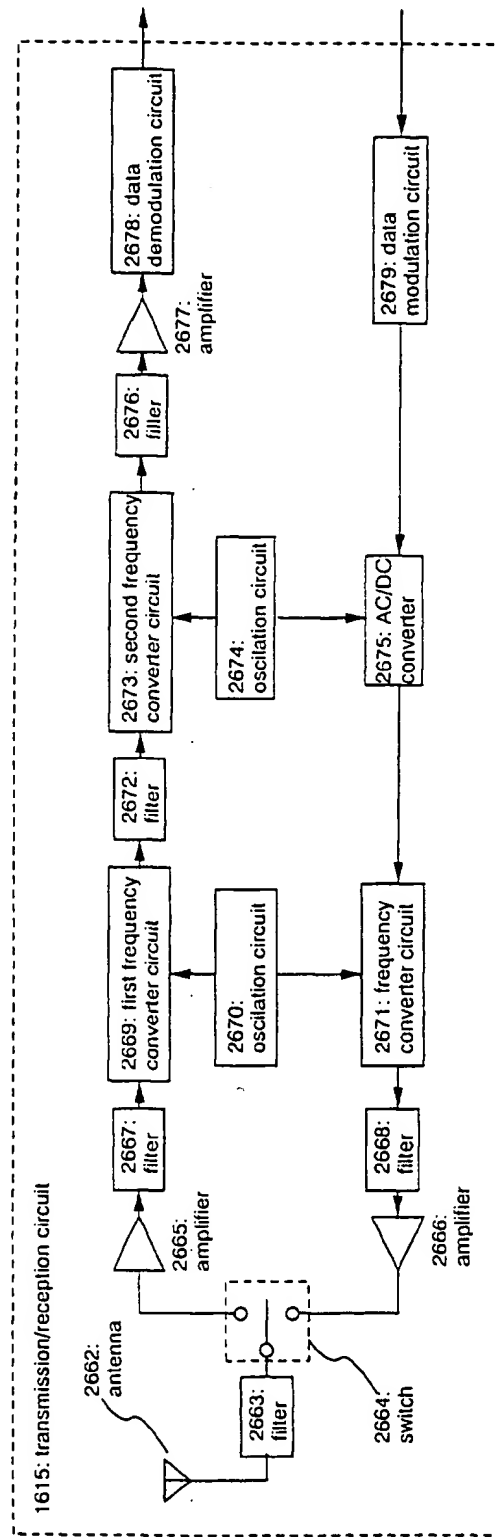 1615: transmission/reception circuit
2662:
antenna
2663:
filter
2664:
switch
2665:
amplifier
2667:
filter
2669: first frequency
converter circuit
2672:
filter
2673: second frequency
converter circuit
2676:
filler
2677:
amplifier
2678: data
demodulation circuit
2670:
oscilation circuit
2674:
oscilation circuit
2666:
amplifier
2668:
filter
2671: frequency
converter circuit
2675: AC/DC
converter
2679: data
modulation circuit